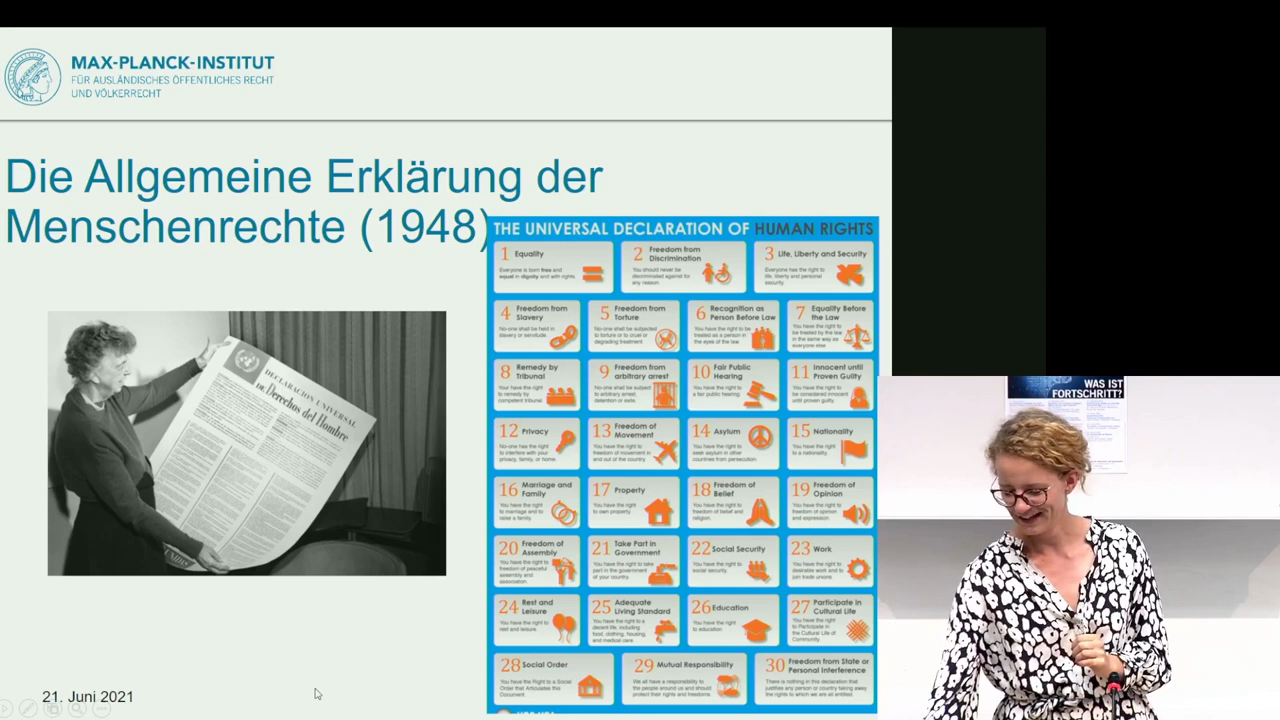 MAX-PLANCK-INSTITUT
FÜR AUSLÄNDISCHES ÖFFENTLICHES RECHT
UND VÖLKERRECHT
Die Allgemeine Erklärung der
Menschenrechte (1948)
DECLARACION UNIVERSAL
DE Derechos del Hombre
THE UNIVERSAL DECLARATION OF HUMAN RIGHTS
1 Equality
Everyone is born free and
equal in dignity and with rights
2 Freedom from
Discrimination
You should never be
discriminated against for
any reason.
3 Life, Liberty and Security
Everyone has the right to
life, liberty and personal
security.
4 Freedom from
Slavery
No-one shall be held in
slavery or servitude.
5 Freedom from
Torture
No-one shall be subjected
to torture or to cruel or
degrading treatment
6 Recognition as
Person Before Law
You have the right to be
treated as a person in
the eyes of the law
7 Equality Before
the Law
You have the right to
be treated by the law
in the same way as
everyone else
8 Remedy by
Tribunal
Your have the right
to remedy by
competent tribunal.
9 Freedom from
arbitrary arrest
No-one shall be subject
to arbitrary arrest,
detention or exile.
10 Fair Public
Hearing
You have the right to
a fair public hearing.
11 Innocent until
Proven Guilty
You have the right to
be considered innocent
until proven guilty.
12 Privacy
No-one has the right
to interfere with your
privacy, family, or home.
13 Freedom of
Movement
You have the right to
freedom of movement in
and out of the country
14 Asylum
You have the right to
seek asylum in other
countries from persecution.
15 Nationality
You have the right
to a nationality.
16 Marriage and
Family
You have the right
to marriage and to
raise a family.
17 Property
You have the right
to own property.
18 Freedom of
Belief
You have the right to
freedom of belief and
religion.
19 Freedom of
Opinion
You have the right to
freedom of opinion
and expression.
20 Freedom of
Assembly
You have the right to
freedom of peaceful
assembly and
association.
21 Take Part in
Government
You have the right to take
part in the government
of your country.
22 Social Security
You have the right to
social security.
23 Work
You have the right to
desirable work and to
join trade unions.
24 Rest and
Leisure
You have the right to
rest and leisure.
25 Adequate
Living Standard
You have the right to a
decent life, including
food, clothing, housing,
and medical care.
26 Education
You have the right
to education.
27 Participate in
Cultural Life
You have the right
to Participate in
the Cultural Life of
Community.
28 Social Order
You have the Right to a Social
Order that Articulates this
Document.
29 Mutual Responsibility
We all have a responsibility to
the people around us and should
protect their rights and freedoms.
30 Freedom from State or
Personal Interference
There is nothing in this declaration that
justifies any person or country taking away
the rights to which we are all entitled.
WAS IST
FORTSCHRITT?
21. Juni 2021